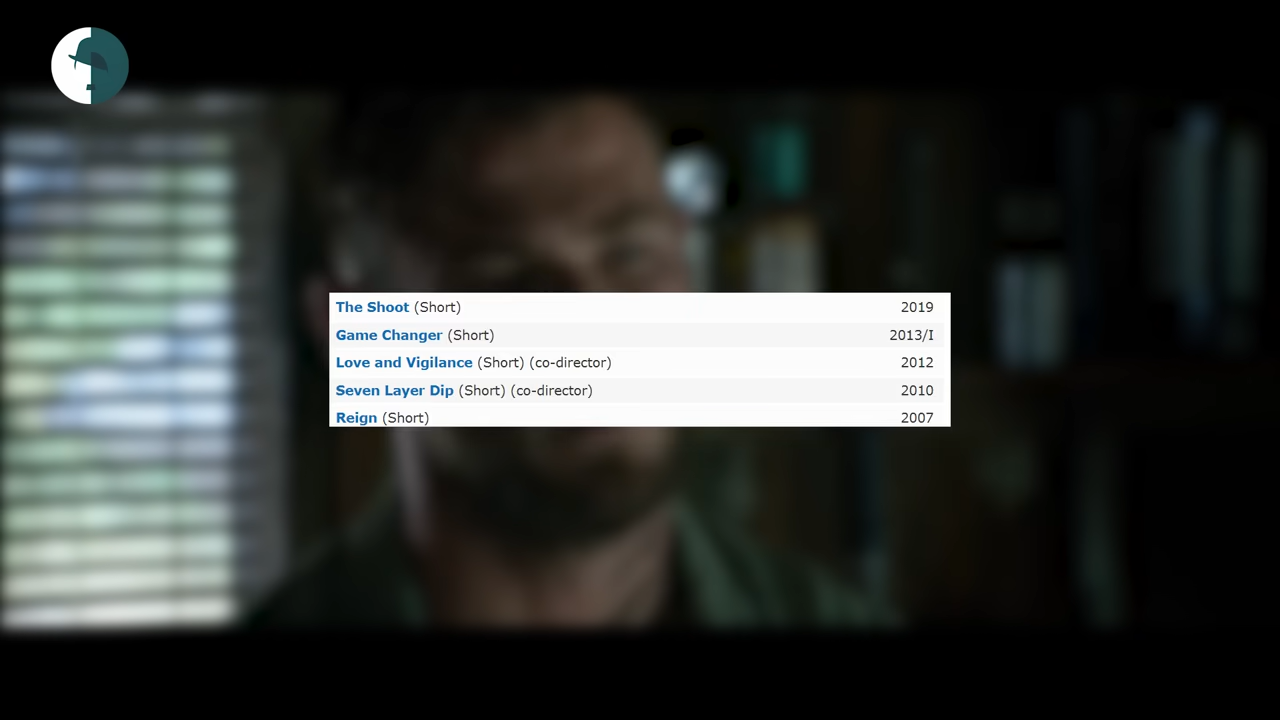 The Shoot (Short) 2019
Game Changer (Short) 2013/I
Love and Vigilance (Short) (co-director) 2012
Seven Layer Dip (Short) (co-director) 2010
Reign (Short) 2007